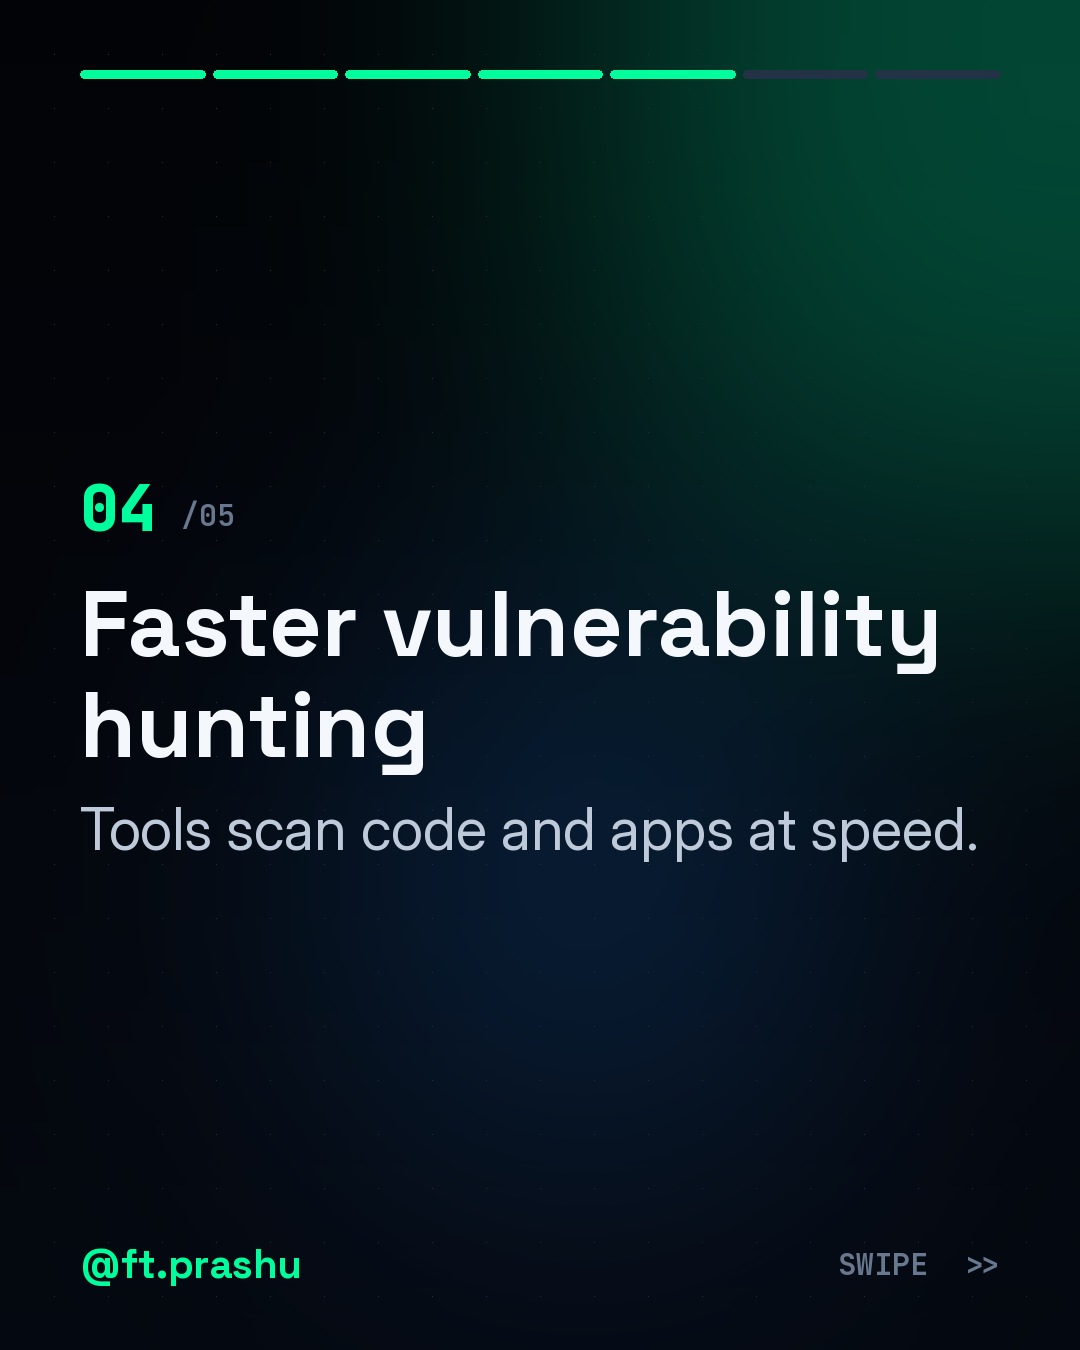 04 /05
Faster vulnerability
hunting
Tools scan code and apps at speed.
@ft.prashu
SWIPE >>